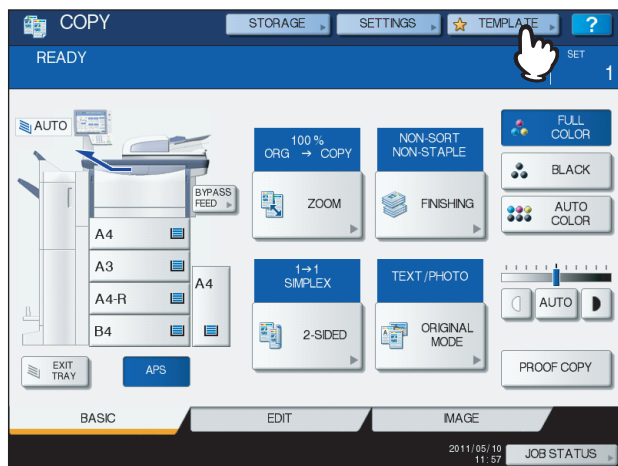 COPY
STORAGE
SETTINGS
TEMPLATE
?
READY
SET
1
AUTO
100 %
ORG → COPY
NON-SORT
NON-STAPLE
FULL
COLOR
BYPASS
FEED
ZOOM
FINISHING
BLACK
AUTO
COLOR
A4
A3
A4
A4-R
B4
1→1
SIMPLEX
TEXT/PHOTO
AUTO
2-SIDED
ORIGINAL
MODE
EXIT
TRAY
APS
PROOF COPY
BASIC
EDIT
IMAGE
2011/05/10
11:57
JOB STATUS